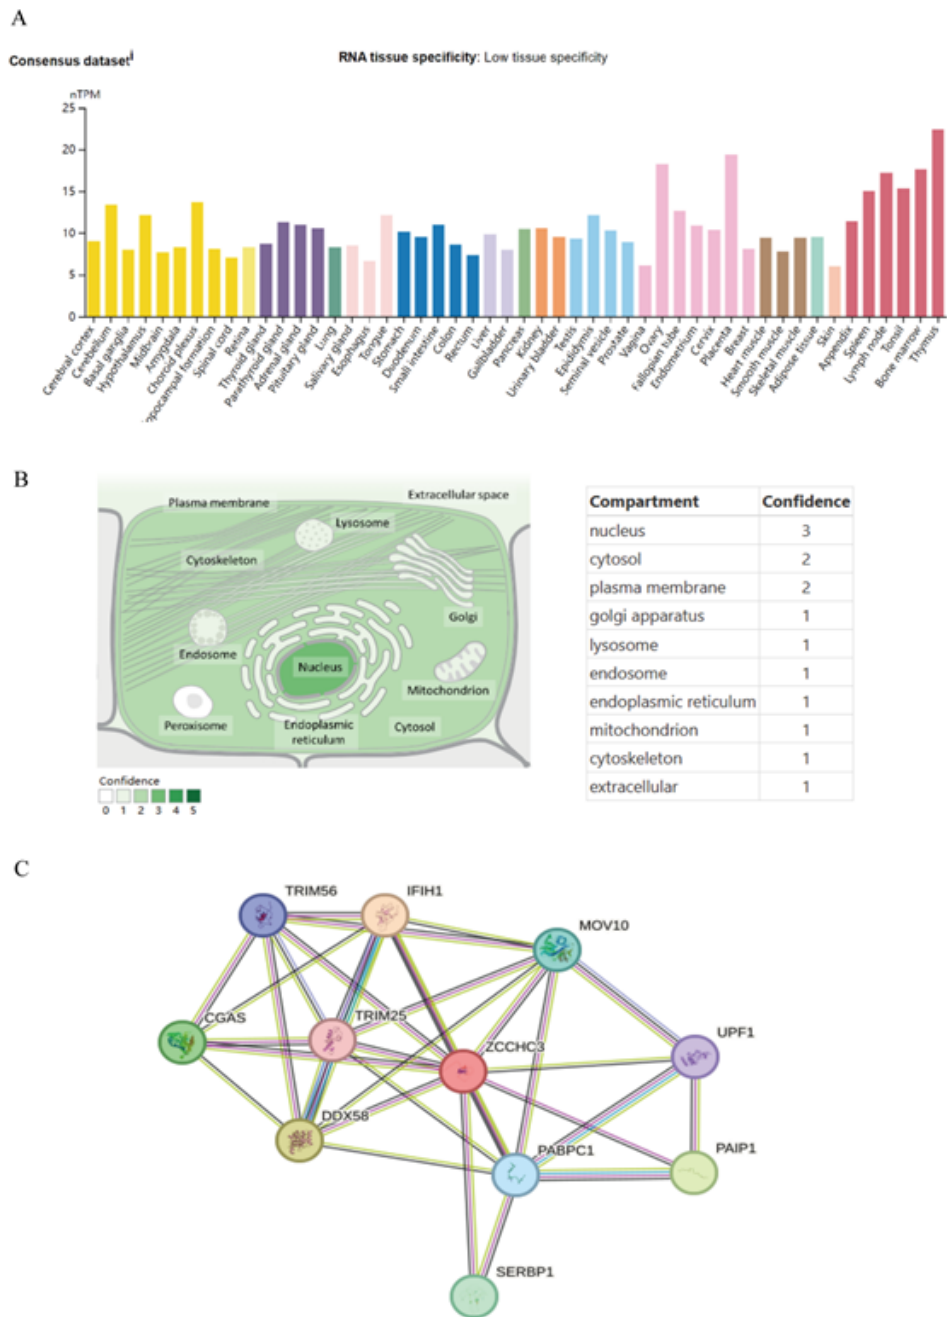 A
Consensus datasetⁱ
RNA tissue specificity: Low tissue specificity
nTPM
25
20
15
10
5
0
Cerebral cortex
Cerebellum
Basal ganglia
Hypothalamus
Midbrain
Amygdala
Choroid plexus
ippocampal formation
Spinal cord
Retina
Thyroid gland
Parathyroid gland
Adrenal gland
Pituitary gland
Lung
Salivary gland
Esophagus
Tongue
Stomach
Duodenum
Small intestine
Colon
Rectum
Liver
Gallbladder
Pancreas
Kidney
Urinary bladder
Testis
Epididymis
Seminal vesicle
Prostate
Vagina
Ovary
Fallopian tube
Endometrium
Cervix
Placenta
Breast
Heart muscle
Smooth muscle
Skeletal muscle
Adipose tissue
Skin
Appendix
Spleen
Lymph node
Tonsil
Bone marrow
Thymus
B
Plasma membrane
Extracellular space
Lysosome
Cytoskeleton
Golgi
Endosome
Nucleus
Mitochondrion
Peroxisome
Endoplasmic
reticulum
Cytosol
Confidence
0 1 2 3 4 5
Compartment Confidence
nucleus 3
cytosol 2
plasma membrane 2
golgi apparatus 1
lysosome 1
endosome 1
endoplasmic reticulum 1
mitochondrion 1
cytoskeleton 1
extracellular 1
C
TRIM56
IFIH1
MOV10
CGAS
TRIM25
UPF1
ZCCHC3
DDX58
PABPC1
PAIP1
SERBP1